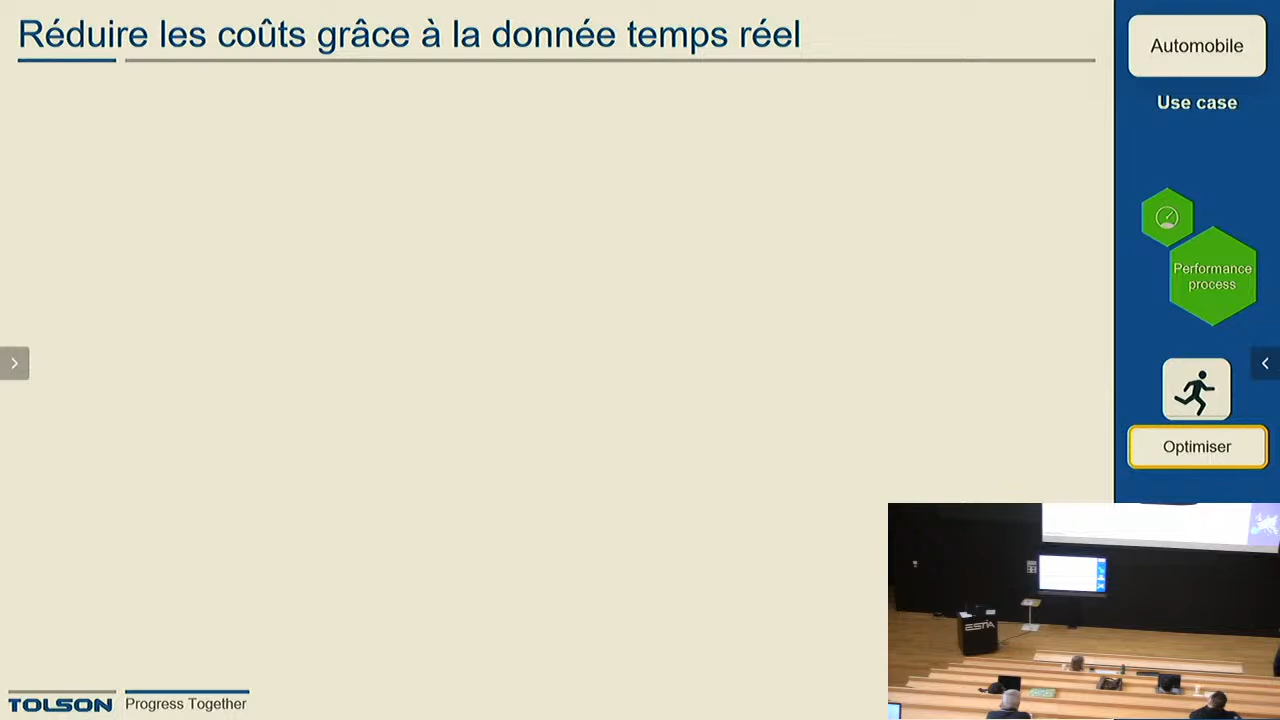 Réduire les coûts grâce à la donnée temps réel
Automobile
Use case
Performance
process
Optimiser
ESTIA
TOLSON
Progress Together